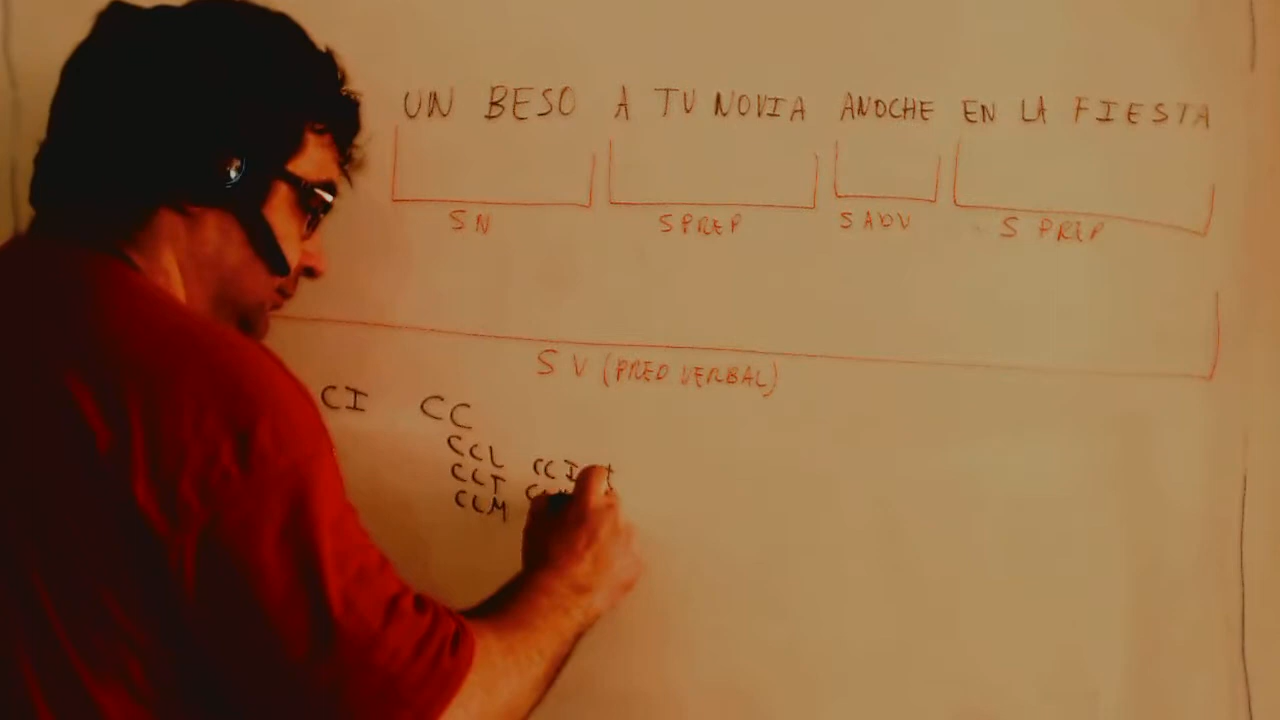 UN BESO A TU NOVIA ANOCHE EN LA FIESTA
SN SPREP SADV S PREP
SV (PRED VERBAL)
CI CC
CCL
CCT
CCM